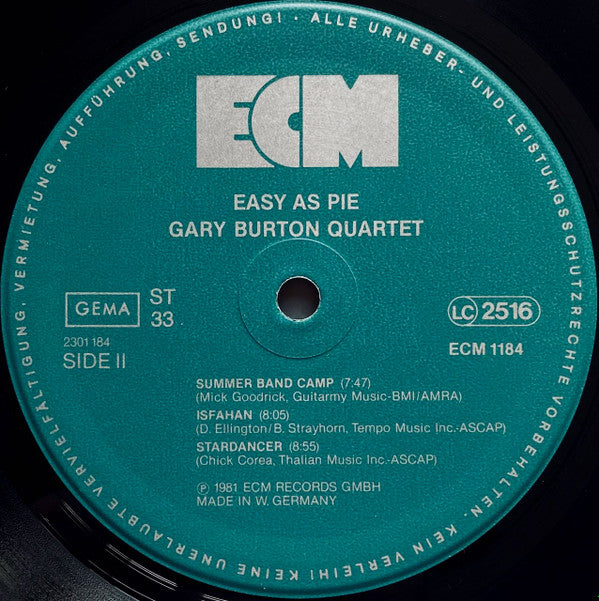 ECM
EASY AS PIE
GARY BURTON QUARTET
GEMA
ST
33
LC 2516
2301 184
SIDE II
ECM 1184
SUMMER BAND CAMP (7:47)
(Mick Goodrick, Guitarmy Music-BMI/AMRA)
ISFAHAN (8:05)
(D. Ellington/B. Strayhorn, Tempo Music Inc.-ASCAP)
STARDANCER (8:55)
(Chick Corea, Thalian Music Inc.-ASCAP)
℗ 1981 ECM RECORDS GMBH
MADE IN W. GERMANY
ALLE URHEBER- UND LEISTUNGSSCHUTZRECHTE VORBEHALTEN. KEIN VERLEIH! KEINE UNERLAUBTE VERVIELFÄLTIGUNG, VERMIETUNG, AUFFÜHRUNG, SENDUNG! ·